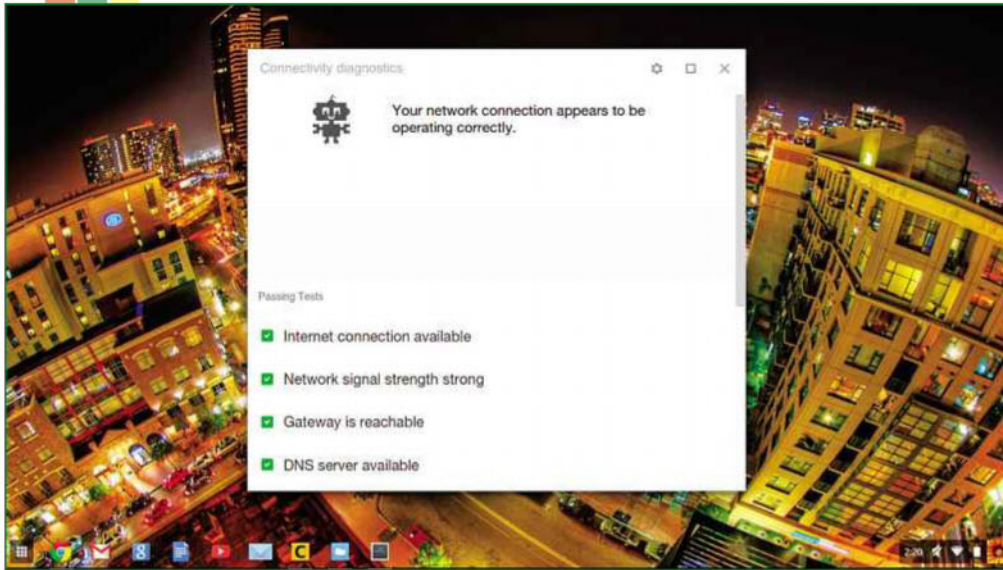 Connectivity diagnostics
Your network connection appears to be
operating correctly.
Passing Tests
Internet connection available
Network signal strength strong
Gateway is reachable
DNS server available
8
C
2:20